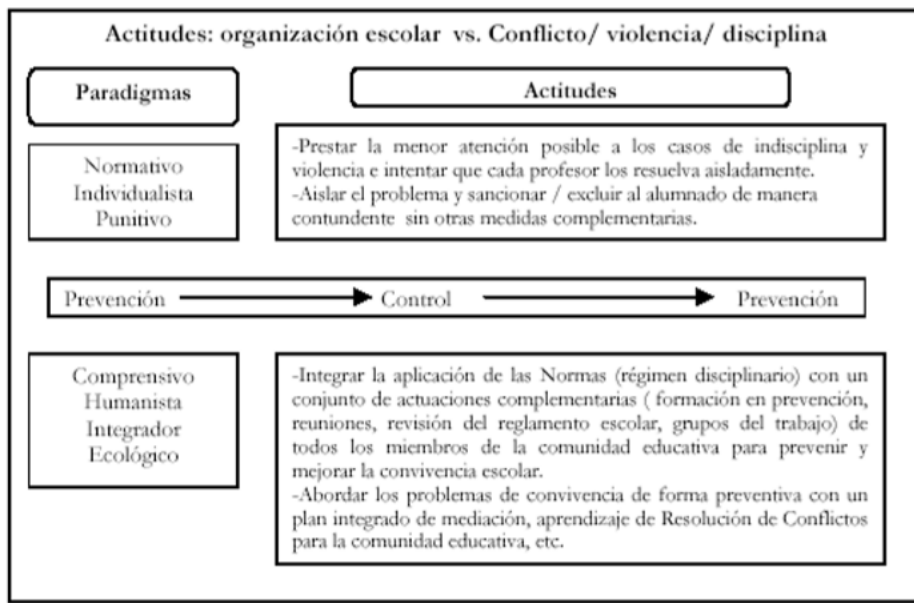 Actitudes: organización escolar vs. Conflicto/ violencia/ disciplina
Paradigmas
Actitudes
Normativo
Individualista
Punitivo
-Prestar la menor atención posible a los casos de indisciplina y
violencia e intentar que cada profesor los resuelva aisladamente.
-Aislar el problema y sancionar / excluir al alumnado de manera
contundente sin otras medidas complementarias.
Prevención Control Prevención
Comprensivo
Humanista
Integrador
Ecológico
-Integrar la aplicación de las Normas (régimen disciplinario) con un
conjunto de actuaciones complementarias ( formación en prevención,
reuniones, revisión del reglamento escolar, grupos del trabajo) de
todos los miembros de la comunidad educativa para prevenir y
mejorar la convivencia escolar.
-Abordar los problemas de convivencia de forma preventiva con un
plan integrado de mediación, aprendizaje de Resolución de Conflictos
para la comunidad educativa, etc.